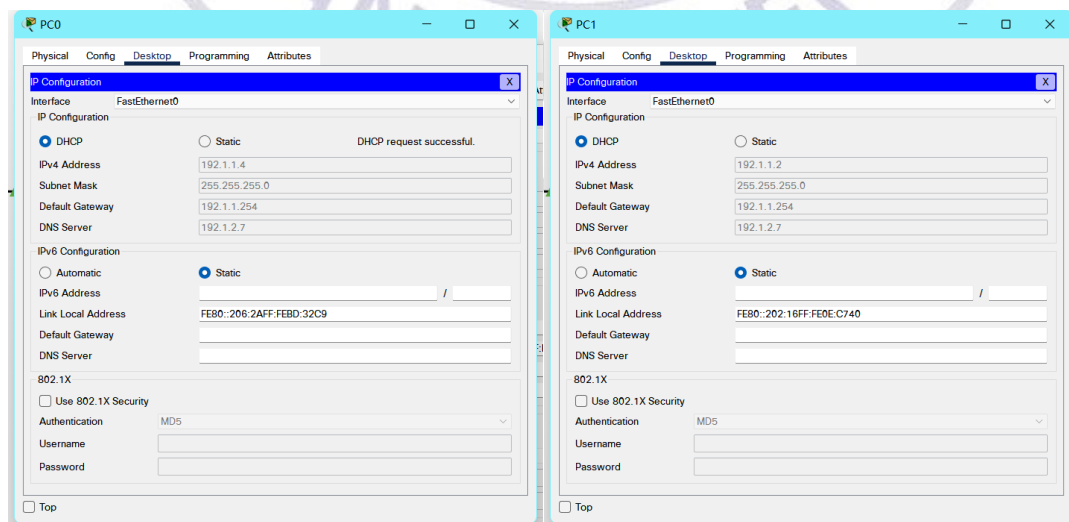 PC0
Physical Config Desktop Programming Attributes
IP Configuration X
Interface FastEthernet0
IP Configuration
DHCP Static DHCP request successful.
IPv4 Address 192.1.1.4
Subnet Mask 255.255.255.0
Default Gateway 192.1.1.254
DNS Server 192.1.2.7
IPv6 Configuration
Automatic Static
IPv6 Address /
Link Local Address FE80::206:2AFF:FEBD:32C9
Default Gateway
DNS Server
802.1X
Use 802.1X Security
Authentication MD5
Username
Password
Top
PC1
Physical Config Desktop Programming Attributes
IP Configuration X
Interface FastEthernet0
IP Configuration
DHCP Static
IPv4 Address 192.1.1.2
Subnet Mask 255.255.255.0
Default Gateway 192.1.1.254
DNS Server 192.1.2.7
IPv6 Configuration
Automatic Static
IPv6 Address /
Link Local Address FE80::202:16FF:FE0E:C740
Default Gateway
DNS Server
802.1X
Use 802.1X Security
Authentication MD5
Username
Password
Top